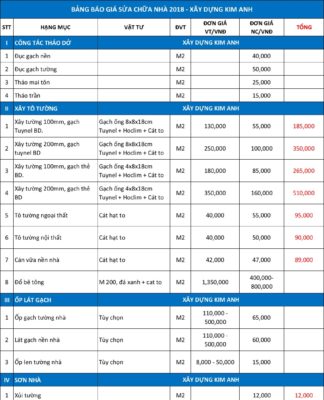 BẢNG BÁO GIÁ SỬA CHỮA NHÀ 2018 - XÂY DỰNG KIM ANH
STT HẠNG MỤC VẬT TƯ ĐVT ĐƠN GIÁ VT/VNĐ ĐƠN GIÁ NC/VNĐ TỔNG
I CÔNG TÁC THÁO DỠ XÂY DỰNG KIM ANH
1 Đục gạch nền M2 40,000
2 Đục gạch tường M2 50,000
3 Tháo mai tôn M2 25,000
4 Tháo trần M2 15,000
II XÂY TÔ TƯỜNG XÂY DỰNG KIM ANH
1 Xây tường 100mm, gạch Tuynel BD. Gạch ống 8x8x18cm Tuynel + Hoclim + Cát to M2 130,000 55,000 185,000
2 Xây tường 200mm, gạch tuynel BD Gạch ống 8x8x18cm Tuynel + Hoclim + Cát to M2 250,000 100,000 350,000
3 Xây tường 100mm, gạch thẻ BD. Gạch ống 4x8x18cm Tuynel + Hoclim + Cát to M2 180,000 85,000 265,000
4 Xây tường 200mm, gạch thẻ BD Gạch ống 4x8x18cm Tuynel + Hoclim + Cát to M2 350,000 160,000 510,000
5 Tô tường ngoại thất Cát hạt to M2 40,000 55,000 95,000
6 Tô tường nội thất Cát hạt to M2 40,000 50,000 90,000
7 Cán vữa nền nhà Cát hạt to M2 42,000 47,000 89,000
8 Đổ bê tông M 200, đá xanh + cat to M2 1,350,000 400,000-800,000
III ỐP LÁT GẠCH XÂY DỰNG KIM ANH
1 Ốp gạch tường nhà Tùy chọn M2 110,000 - 500,000 65,000
2 Lát gạch nền nhà Tùy chọn M2 110,000 - 500,000 60,000
3 Ốp len tường nhà Tùy chọn M2 8,000 - 50,000 15,000
IV SƠN NHÀ XÂY DỰNG KIM ANH
1 Xủi tường M2 12,000 12,000